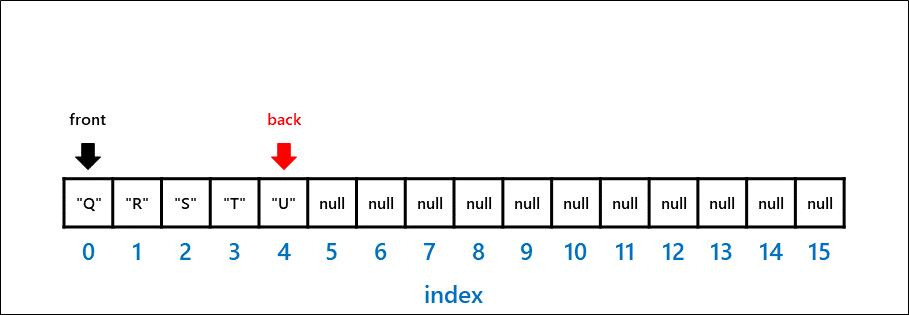 front back
"Q" "R" "S" "T" "U" null null null null null null null null null null null
0 1 2 3 4 5 6 7 8 9 10 11 12 13 14 15
index